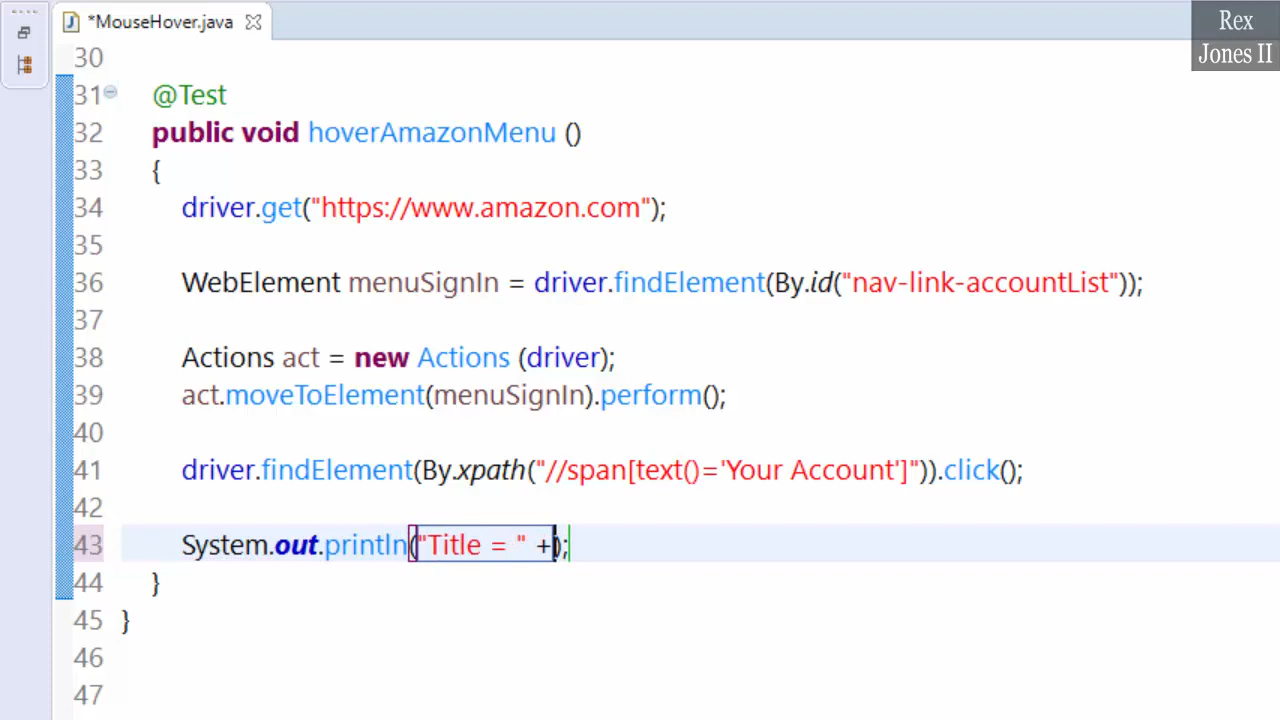 *MouseHover.java
Rex
Jones II
30
31 @Test
32 public void hoverAmazonMenu ()
33 {
34 driver.get("https://www.amazon.com");
35
36 WebElement menuSignIn = driver.findElement(By.id("nav-link-accountList"));
37
38 Actions act = new Actions (driver);
39 act.moveToElement(menuSignIn).perform();
40
41 driver.findElement(By.xpath("//span[text()='Your Account']")).click();
42
43 System.out.println("Title = " +);
44 }
45 }
46
47